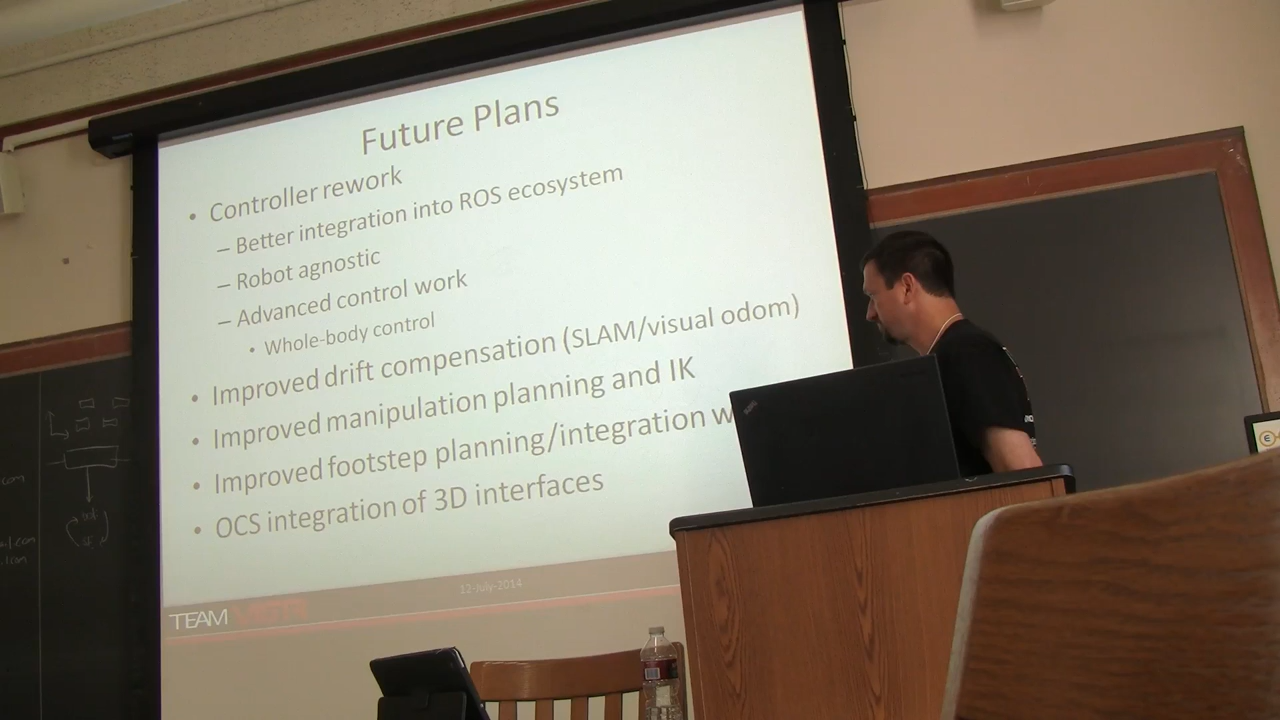 Future Plans
• Controller rework
– Better integration into ROS ecosystem
– Robot agnostic
– Advanced control work
• Whole-body control
• Improved drift compensation (SLAM/visual odom)
• Improved manipulation planning and IK
• Improved footstep planning/integration w
• OCS integration of 3D interfaces
12-July-2014
TEAM